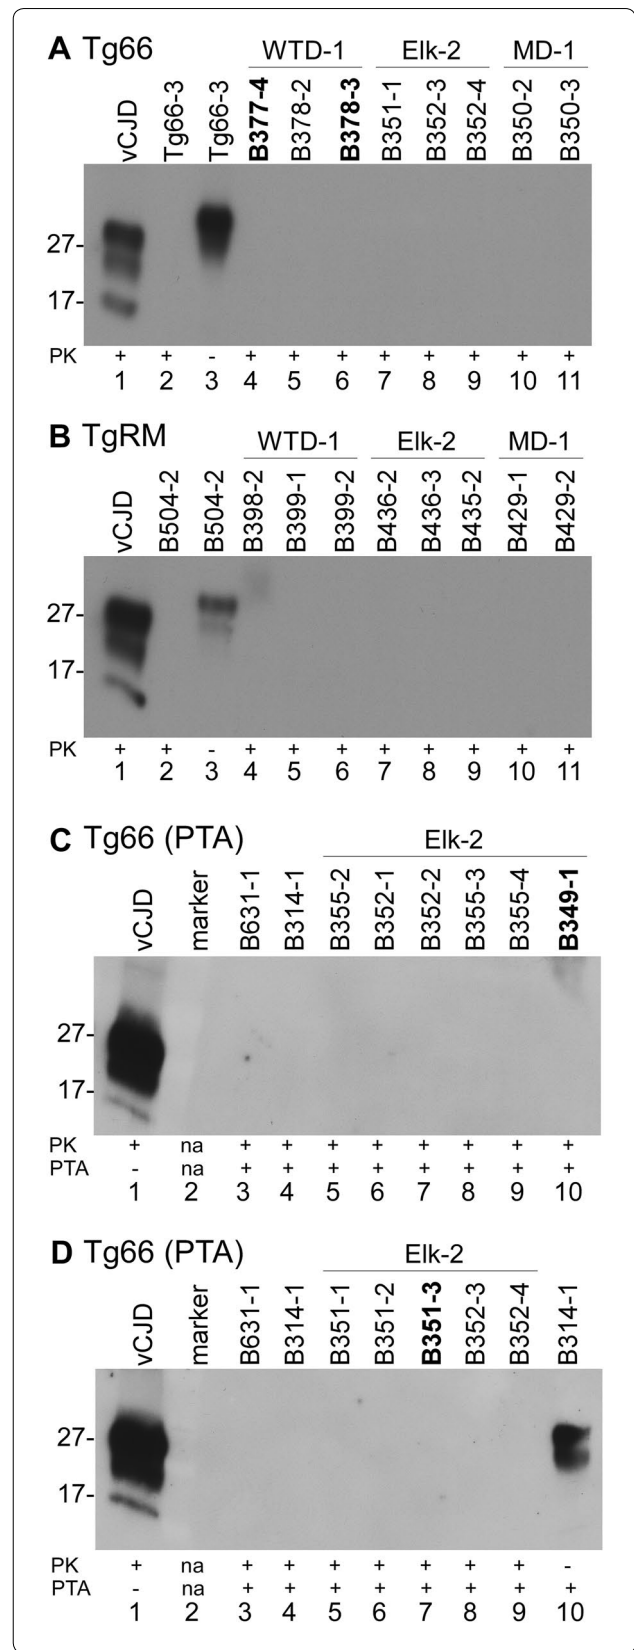 A Tg66
WTD-1 Elk-2 MD-1
vCJD Tg66-3 Tg66-3 B377-4 B378-2 B378-3 B351-1 B352-3 B352-4 B350-2 B350-3
27-
17-
PK + + - + + + + + + + +
1 2 3 4 5 6 7 8 9 10 11
B TgRM
WTD-1 Elk-2 MD-1
vCJD B504-2 B504-2 B398-2 B399-1 B399-2 B436-2 B436-3 B435-2 B429-1 B429-2
27-
17-
PK + + - + + + + + + + +
1 2 3 4 5 6 7 8 9 10 11
C Tg66 (PTA) Elk-2
vCJD marker B631-1 B314-1 B355-2 B352-1 B352-2 B355-3 B355-4 B349-1
27-
17-
PK + na + + + + + + + +
PTA - na + + + + + + + +
1 2 3 4 5 6 7 8 9 10
D Tg66 (PTA) Elk-2
vCJD marker B631-1 B314-1 B351-1 B351-2 B351-3 B352-3 B352-4 B314-1
27-
17-
PK + na + + + + + + + -
PTA - na + + + + + + + +
1 2 3 4 5 6 7 8 9 10